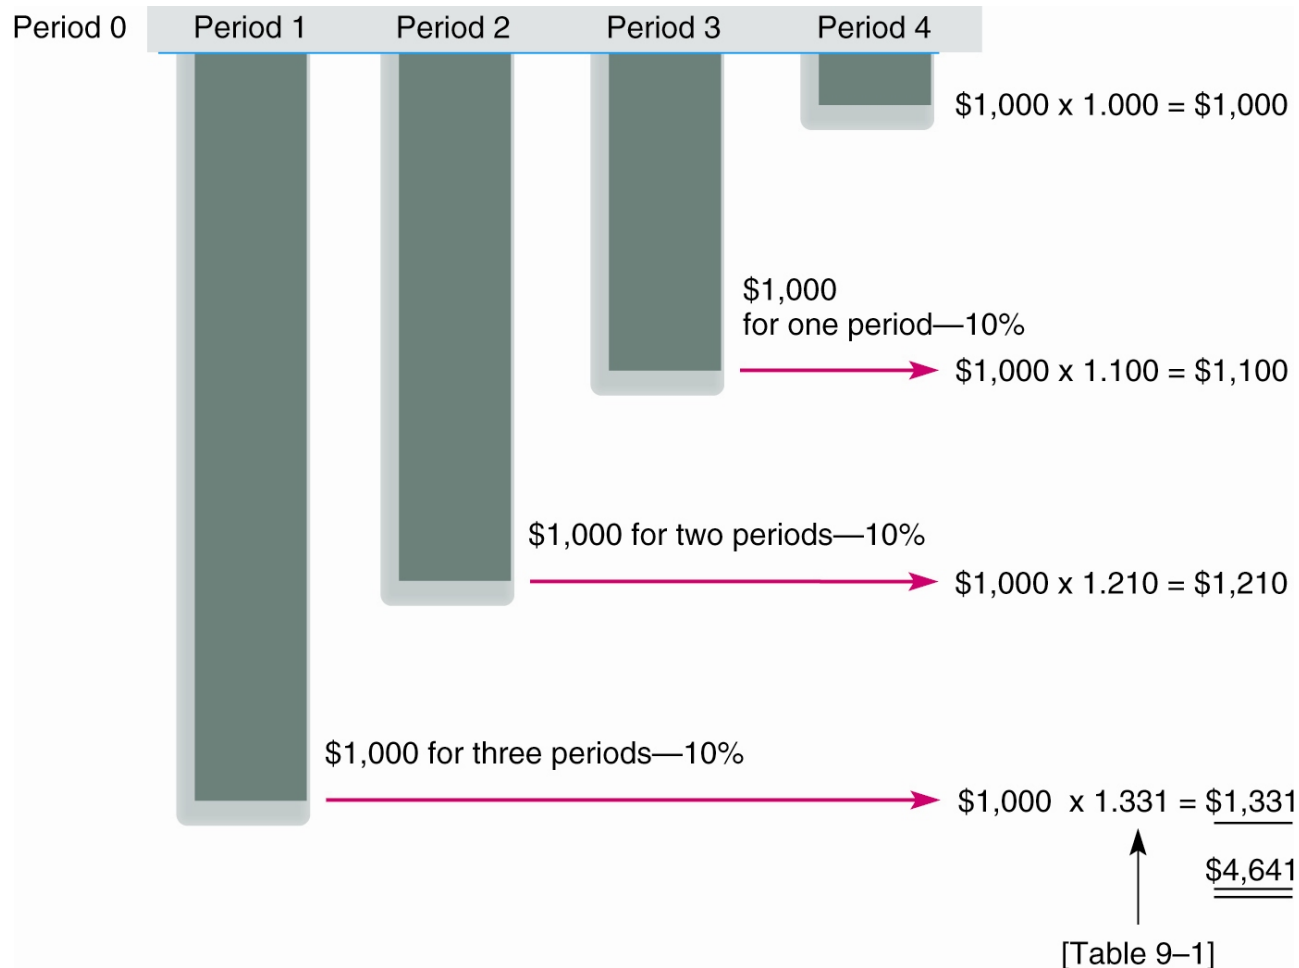 Period 0 Period 1 Period 2 Period 3 Period 4
$1,000 x 1.000 = $1,000
$1,000
for one period—10%
$1,000 x 1.100 = $1,100
$1,000 for two periods—10%
$1,000 x 1.210 = $1,210
$1,000 for three periods—10%
$1,000 x 1.331 = $1,331
$4,641
[Table 9–1]